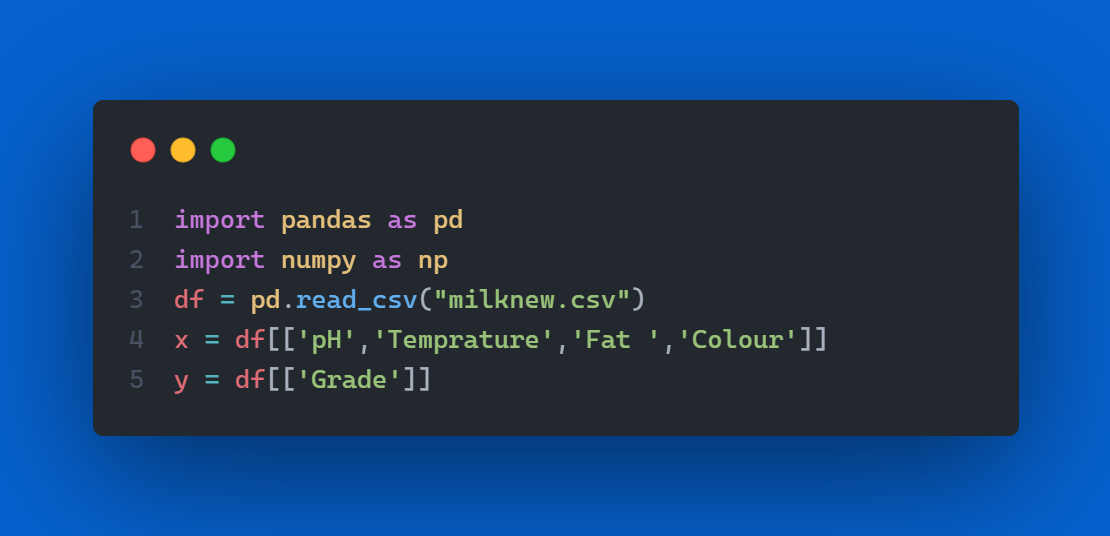 1 import pandas as pd
2 import numpy as np
3 df = pd.read_csv("milknew.csv")
4 x = df[['pH','Temprature','Fat ','Colour']]
5 y = df[['Grade']]